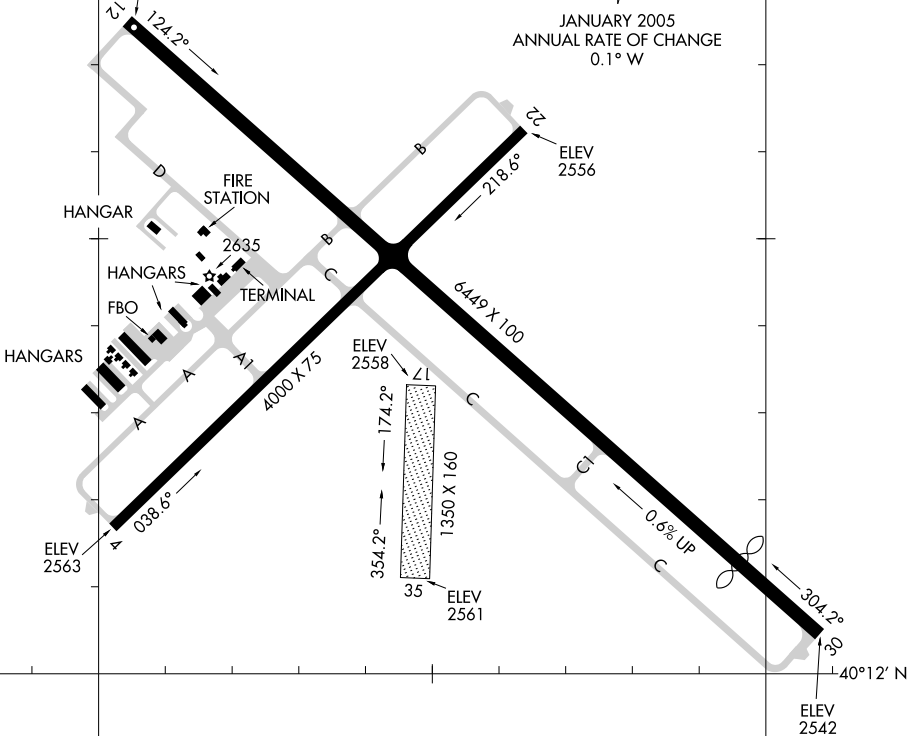 12
124.2°
JANUARY 2005
ANNUAL RATE OF CHANGE
0.1° W
22
ELEV
2556
218.6°
B
D
FIRE
STATION
HANGAR
B
2635
C
HANGARS
TERMINAL
FBO
6449 X 100
HANGARS
A1
ELEV
2558
17
A
4000 X 75
174.2°
C
A
C1
1350 X 160
038.6°
0.6% UP
4
ELEV
2563
354.2°
C
35
ELEV
2561
304.2°
30
40°12' N
ELEV
2542